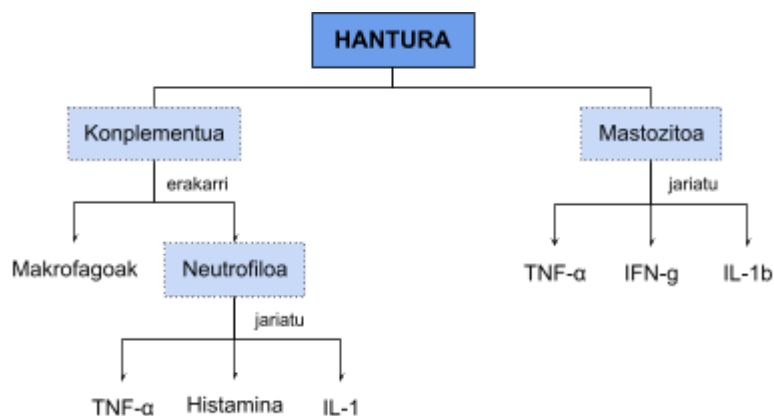 HANTURA
Konplementua
Mastozitoa
erakarri
jariatu
Makrofagoak
Neutrofiloa
TNF-α
IFN-g
IL-1b
jariatu
TNF-α
Histamina
IL-1